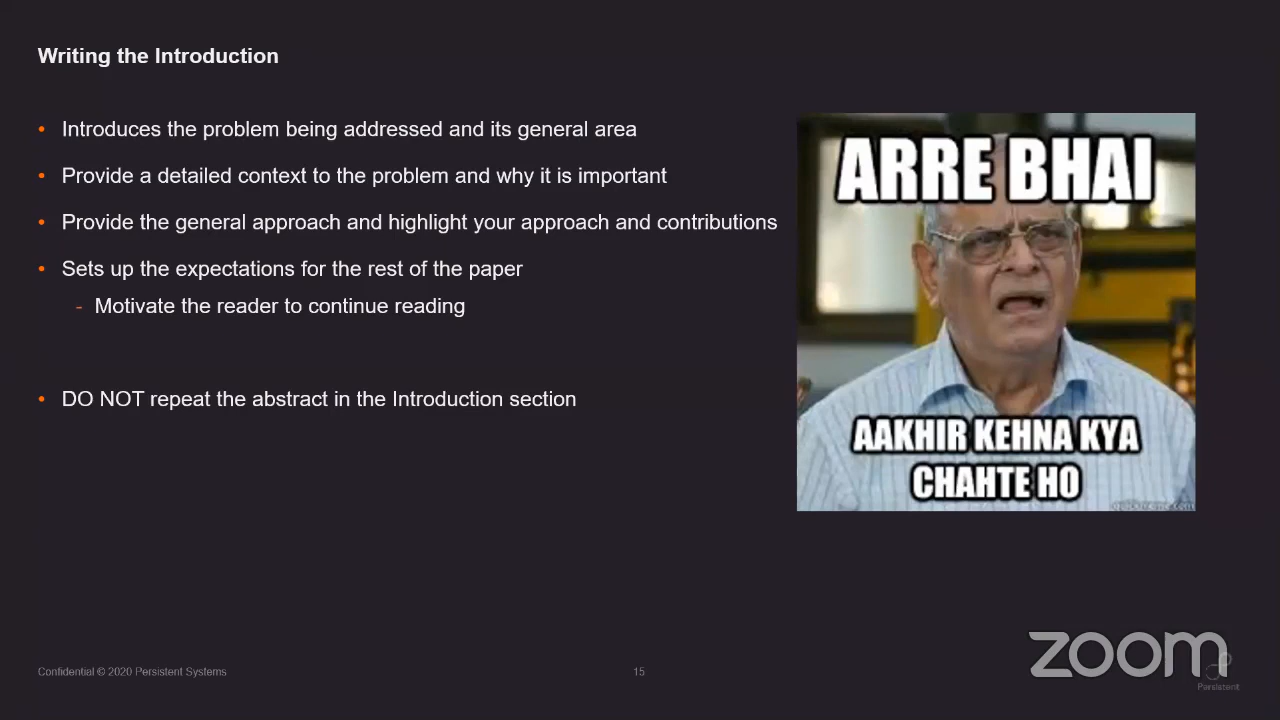 Writing the Introduction
• Introduces the problem being addressed and its general area
• Provide a detailed context to the problem and why it is important
• Provide the general approach and highlight your approach and contributions
• Sets up the expectations for the rest of the paper
- Motivate the reader to continue reading
• DO NOT repeat the abstract in the Introduction section
ARRE BHAI
AAKHIR KEHNA KYA
CHAHTE HO
Confidential © 2020 Persistent Systems
15
zoom
Persistent